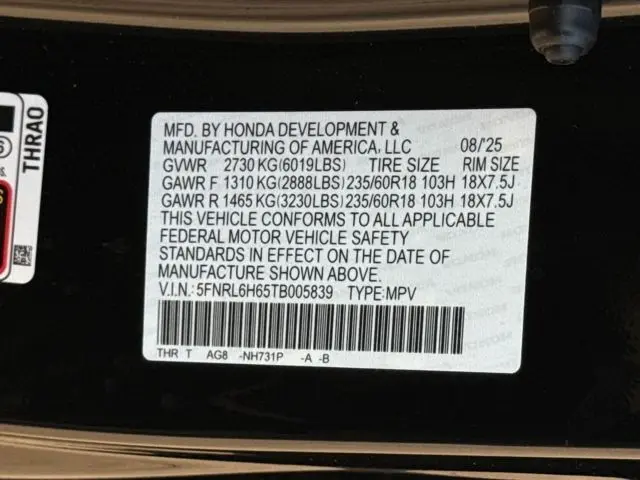 THRAO
S
S.
MFD. BY HONDA DEVELOPMENT &
MANUFACTURING OF AMERICA, LLC 08/'25
GVWR 2730 KG(6019LBS) TIRE SIZE RIM SIZE
GAWR F 1310 KG(2888LBS) 235/60R18 103H 18X7.5J
GAWR R 1465 KG(3230LBS) 235/60R18 103H 18X7.5J
THIS VEHICLE CONFORMS TO ALL APPLICABLE
FEDERAL MOTOR VEHICLE SAFETY
STANDARDS IN EFFECT ON THE DATE OF
MANUFACTURE SHOWN ABOVE.
V.I.N.: 5FNRL6H65TB005839 TYPE:MPV
THR T AG8 -NH731P -A -B